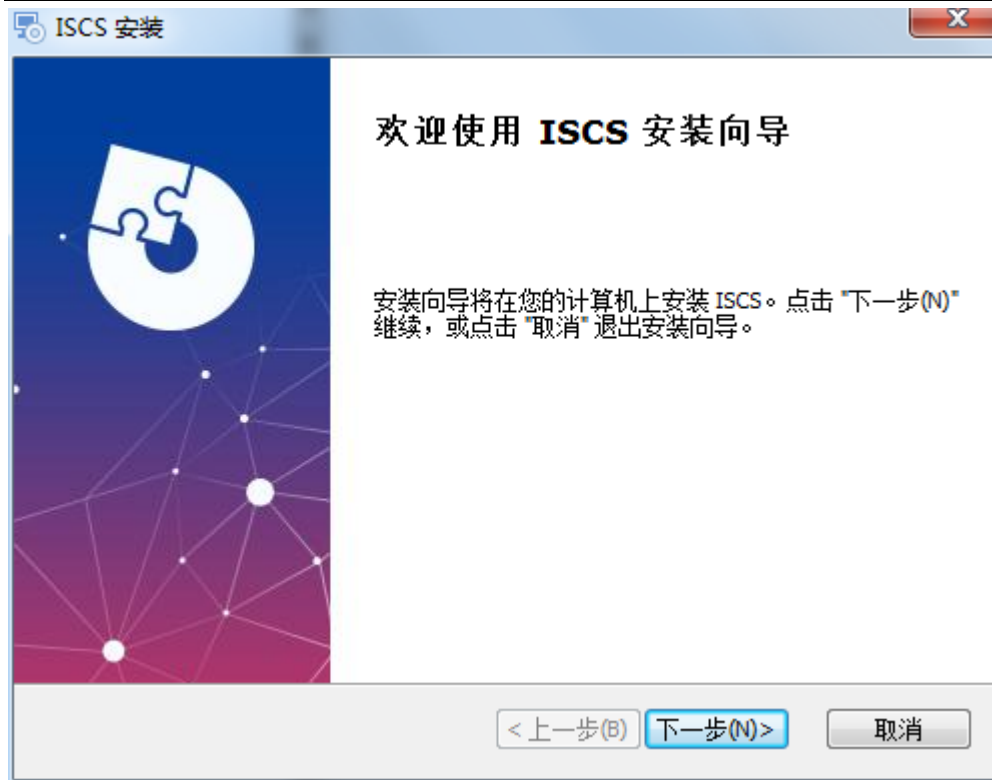 ISCS 安装
欢迎使用 ISCS 安装向导
安装向导将在您的计算机上安装 ISCS。点击 "下一步(N)"
继续，或点击 "取消" 退出安装向导。
< 上一步(B) 下一步(N)> 取消